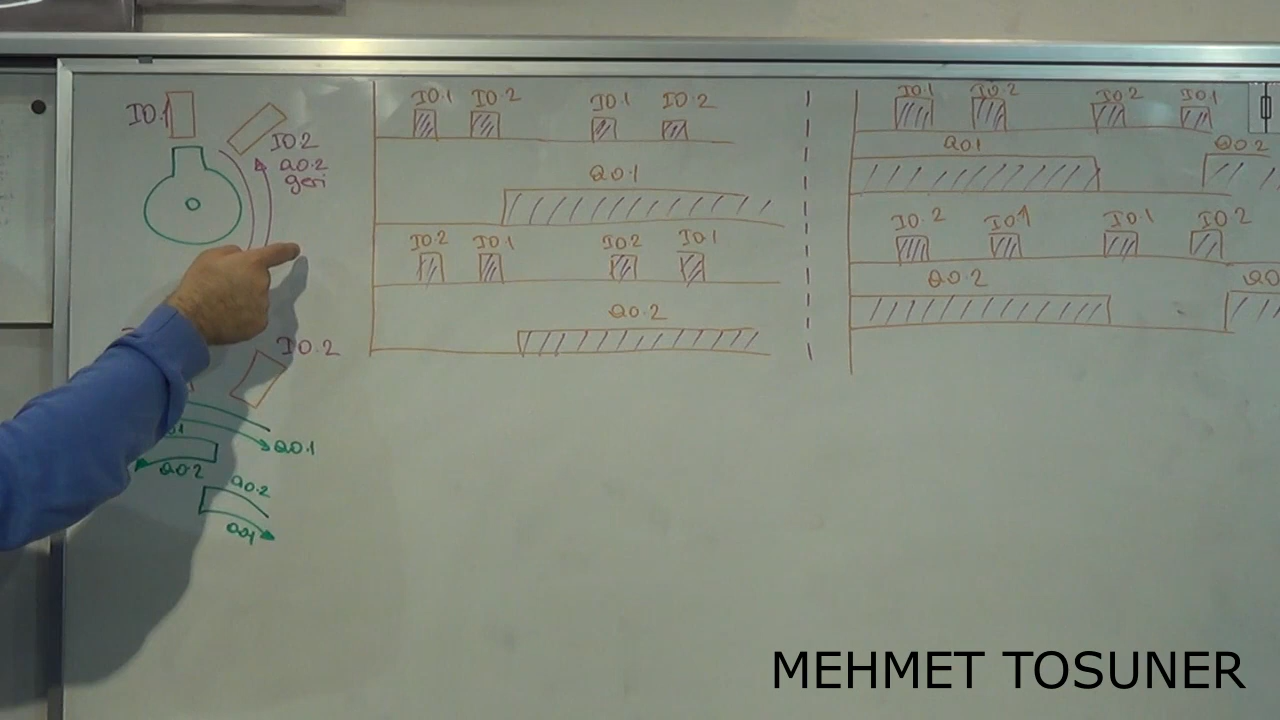 I0.1
I0.2
Q0.2
geri
I0.2
Q0.1
Q0.2
Q0.2
Q0.1
I0.1 I0.2 I0.1 I0.2
Q0.1
I0.2 I0.1 I0.2 I0.1
Q0.2
I0.1 I0.2 I0.2 I0.1
Q0.1 Q0.2
I0.2 I0.1 I0.1 I0.2
Q0.2
MEHMET TOSUNER